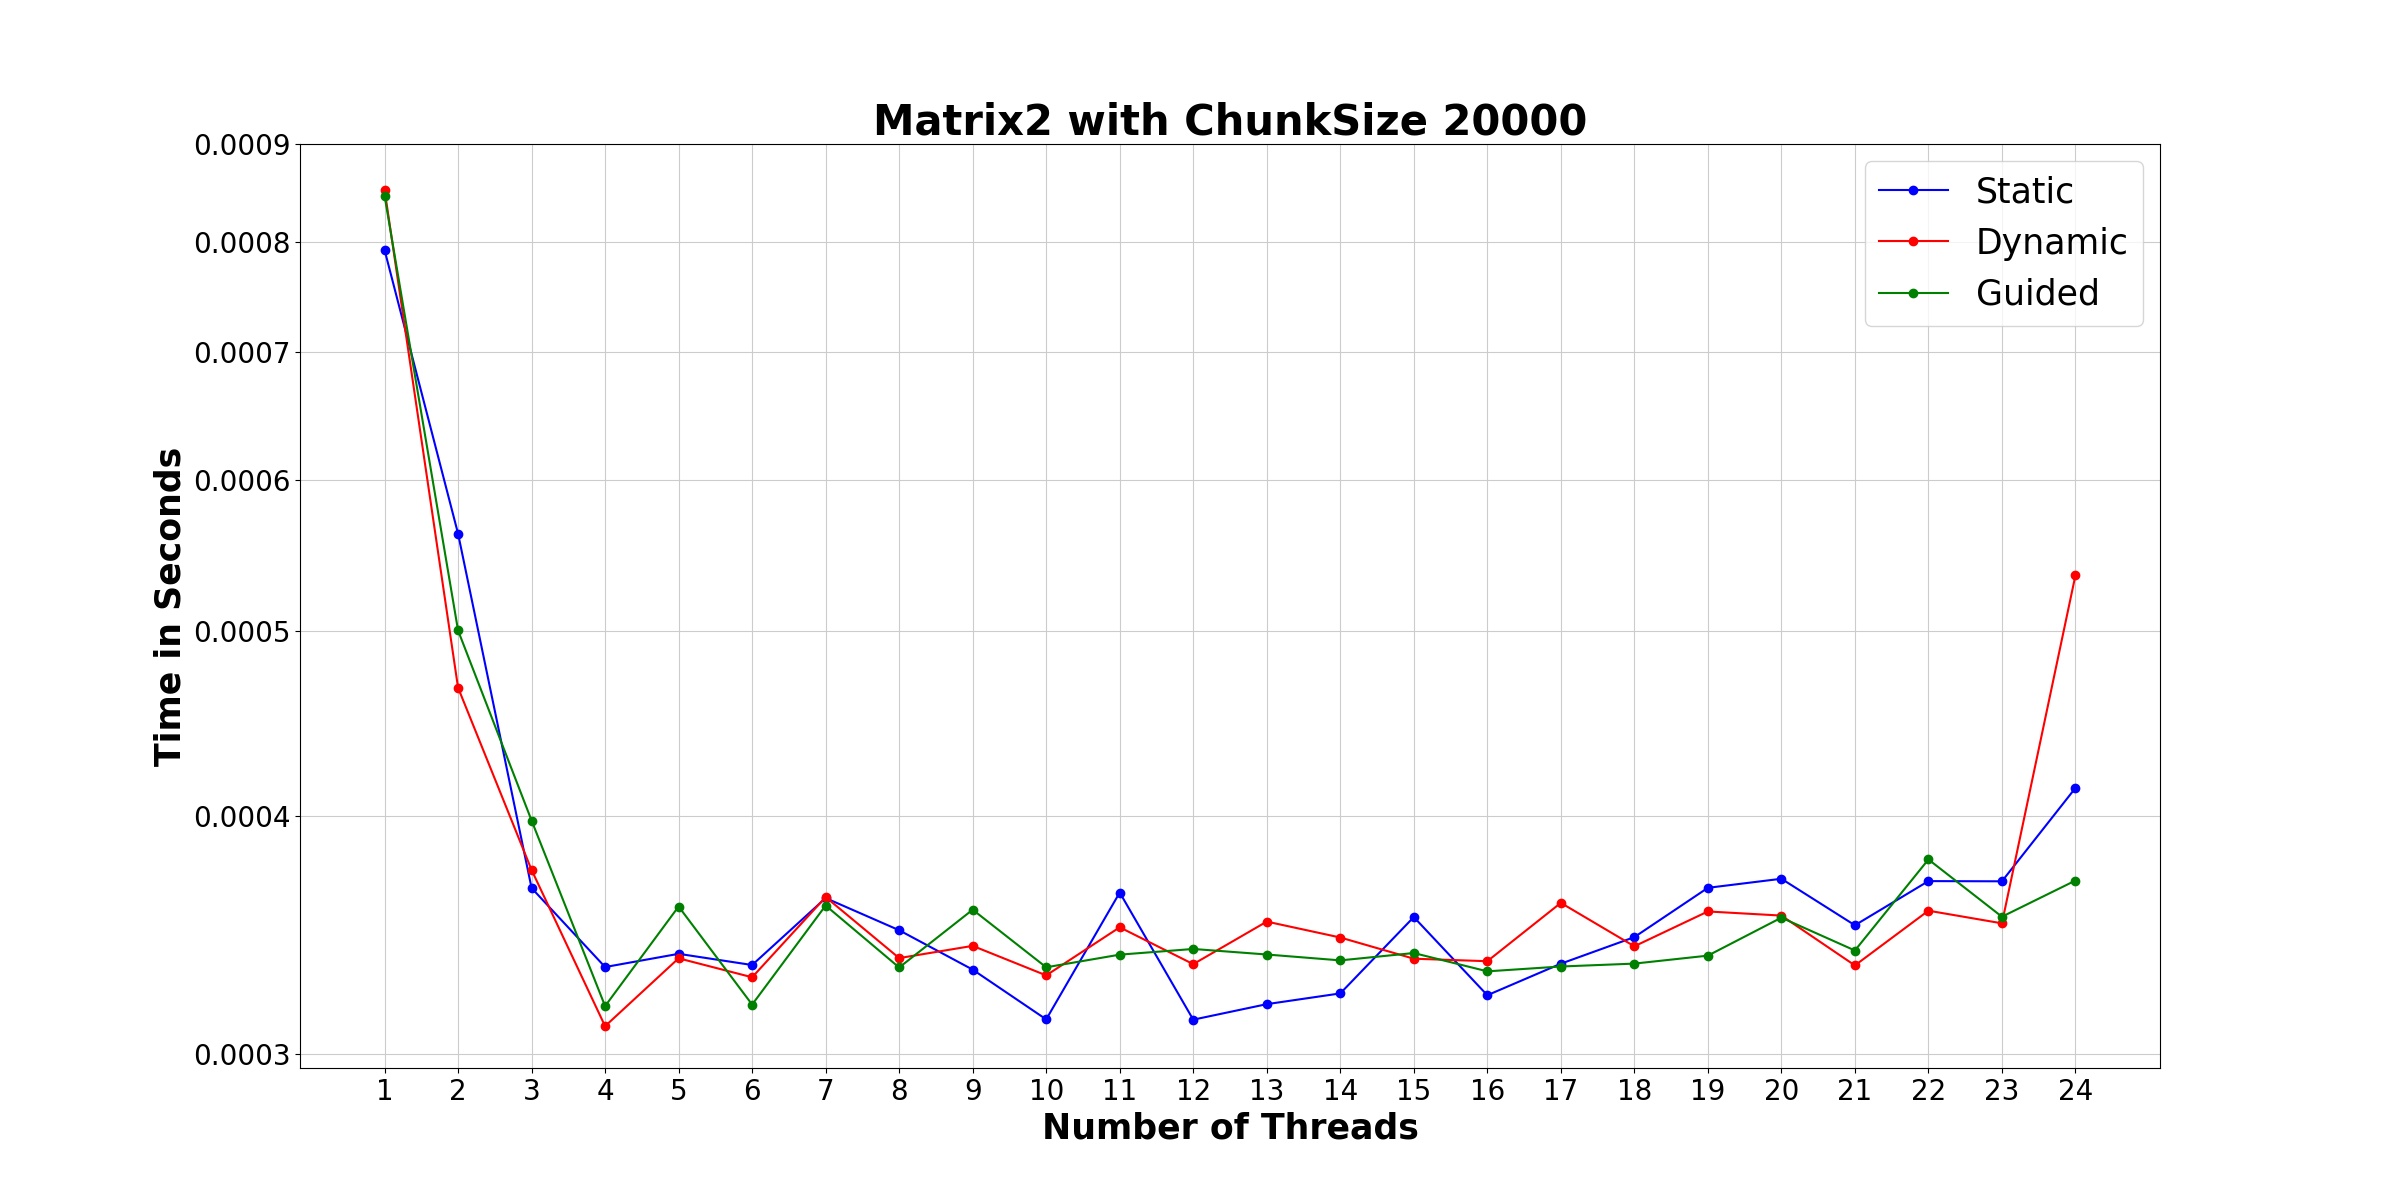 Matrix2 with ChunkSize 20000
0.0009
0.0008
0.0007
0.0006
0.0005
0.0004
0.0003
Time in Seconds
Static
Dynamic
Guided
1 2 3 4 5 6 7 8 9 10 11 12 13 14 15 16 17 18 19 20 21 22 23 24
Number of Threads